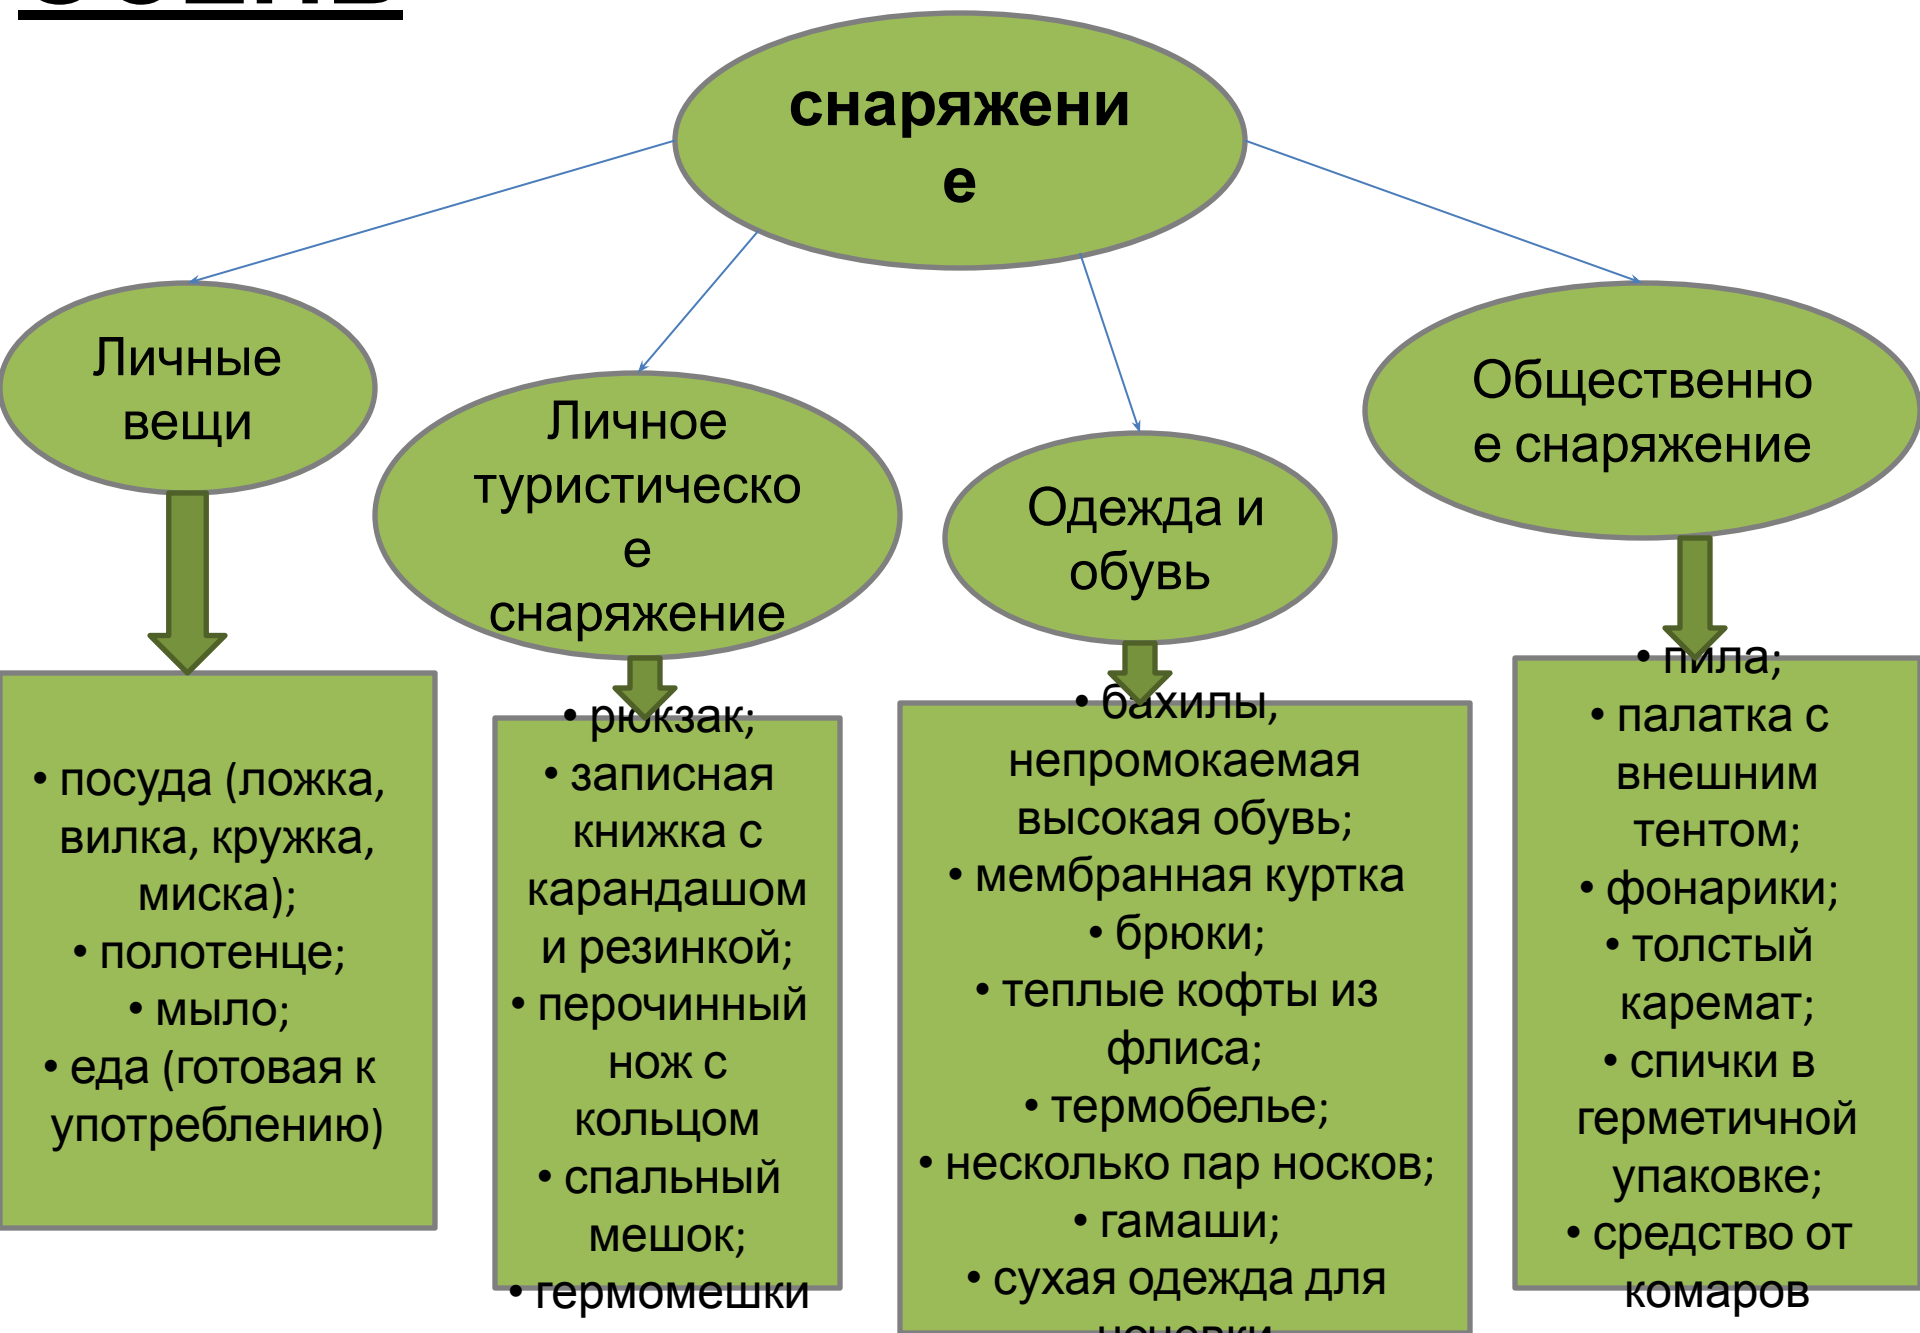 ОСЕНЬ
снаряжени
е
Личные
вещи
Личное
туристическо
е
снаряжение
Одежда и
обувь
Общественно
е снаряжение
• посуда (ложка,
вилка, кружка,
миска);
• полотенце;
• мыло;
• еда (готовая к
употреблению)
• рюкзак;
• записная
книжка с
карандашом
и резинкой;
• перочинный
нож с
кольцом
• спальный
мешок;
• гермомешки
• бахилы,
непромокаемая
высокая обувь;
• мембранная куртка
• брюки;
• теплые кофты из
флиса;
• термобелье;
• несколько пар носков;
• гамаши;
• сухая одежда для
ночевки
• пила;
• палатка с
внешним
тентом;
• фонарики;
• толстый
каремат;
• спички в
герметичной
упаковке;
• средство от
комаров